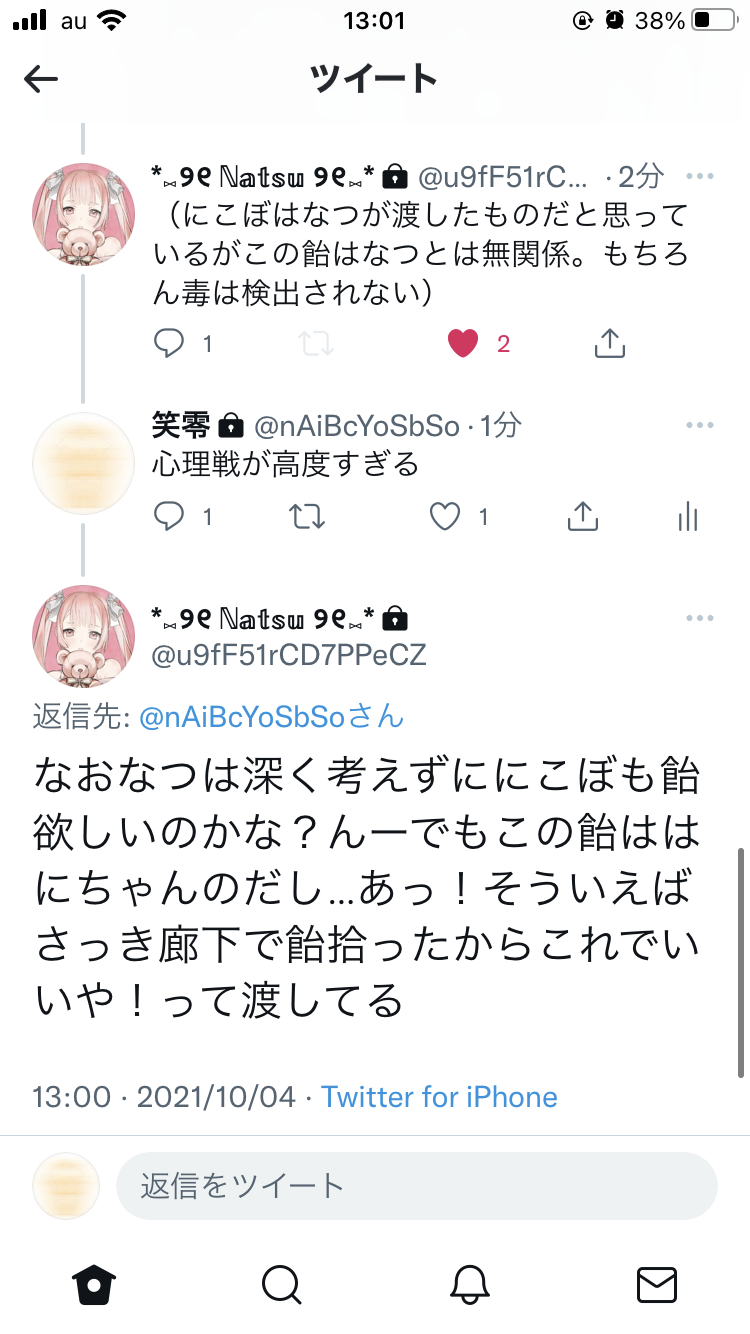 au 13:01 38%
ツイート
*⑅୨୧ ℕ𝕒𝕥𝕤𝕦 ୨୧⑅* @u9fF51rC... · 2分
（にこぼはなつが渡したものだと思って
いるがこの飴はなつとは無関係。もちろ
ん毒は検出されない）
1 2
笑零 @nAiBcYoSbSo · 1分
心理戦が高度すぎる
1 1
*⑅୨୧ ℕ𝕒𝕥𝕤𝕦 ୨୧⑅*
@u9fF51rCD7PPeCZ
返信先: @nAiBcYoSbSoさん
なおなつは深く考えずににこぼも飴
欲しいのかな？んーでもこの飴はは
にちゃんのだし...あっ！そういえば
さっき廊下で飴拾ったからこれでい
いや！って渡してる
13:00 · 2021/10/04 · Twitter for iPhone
返信をツイート